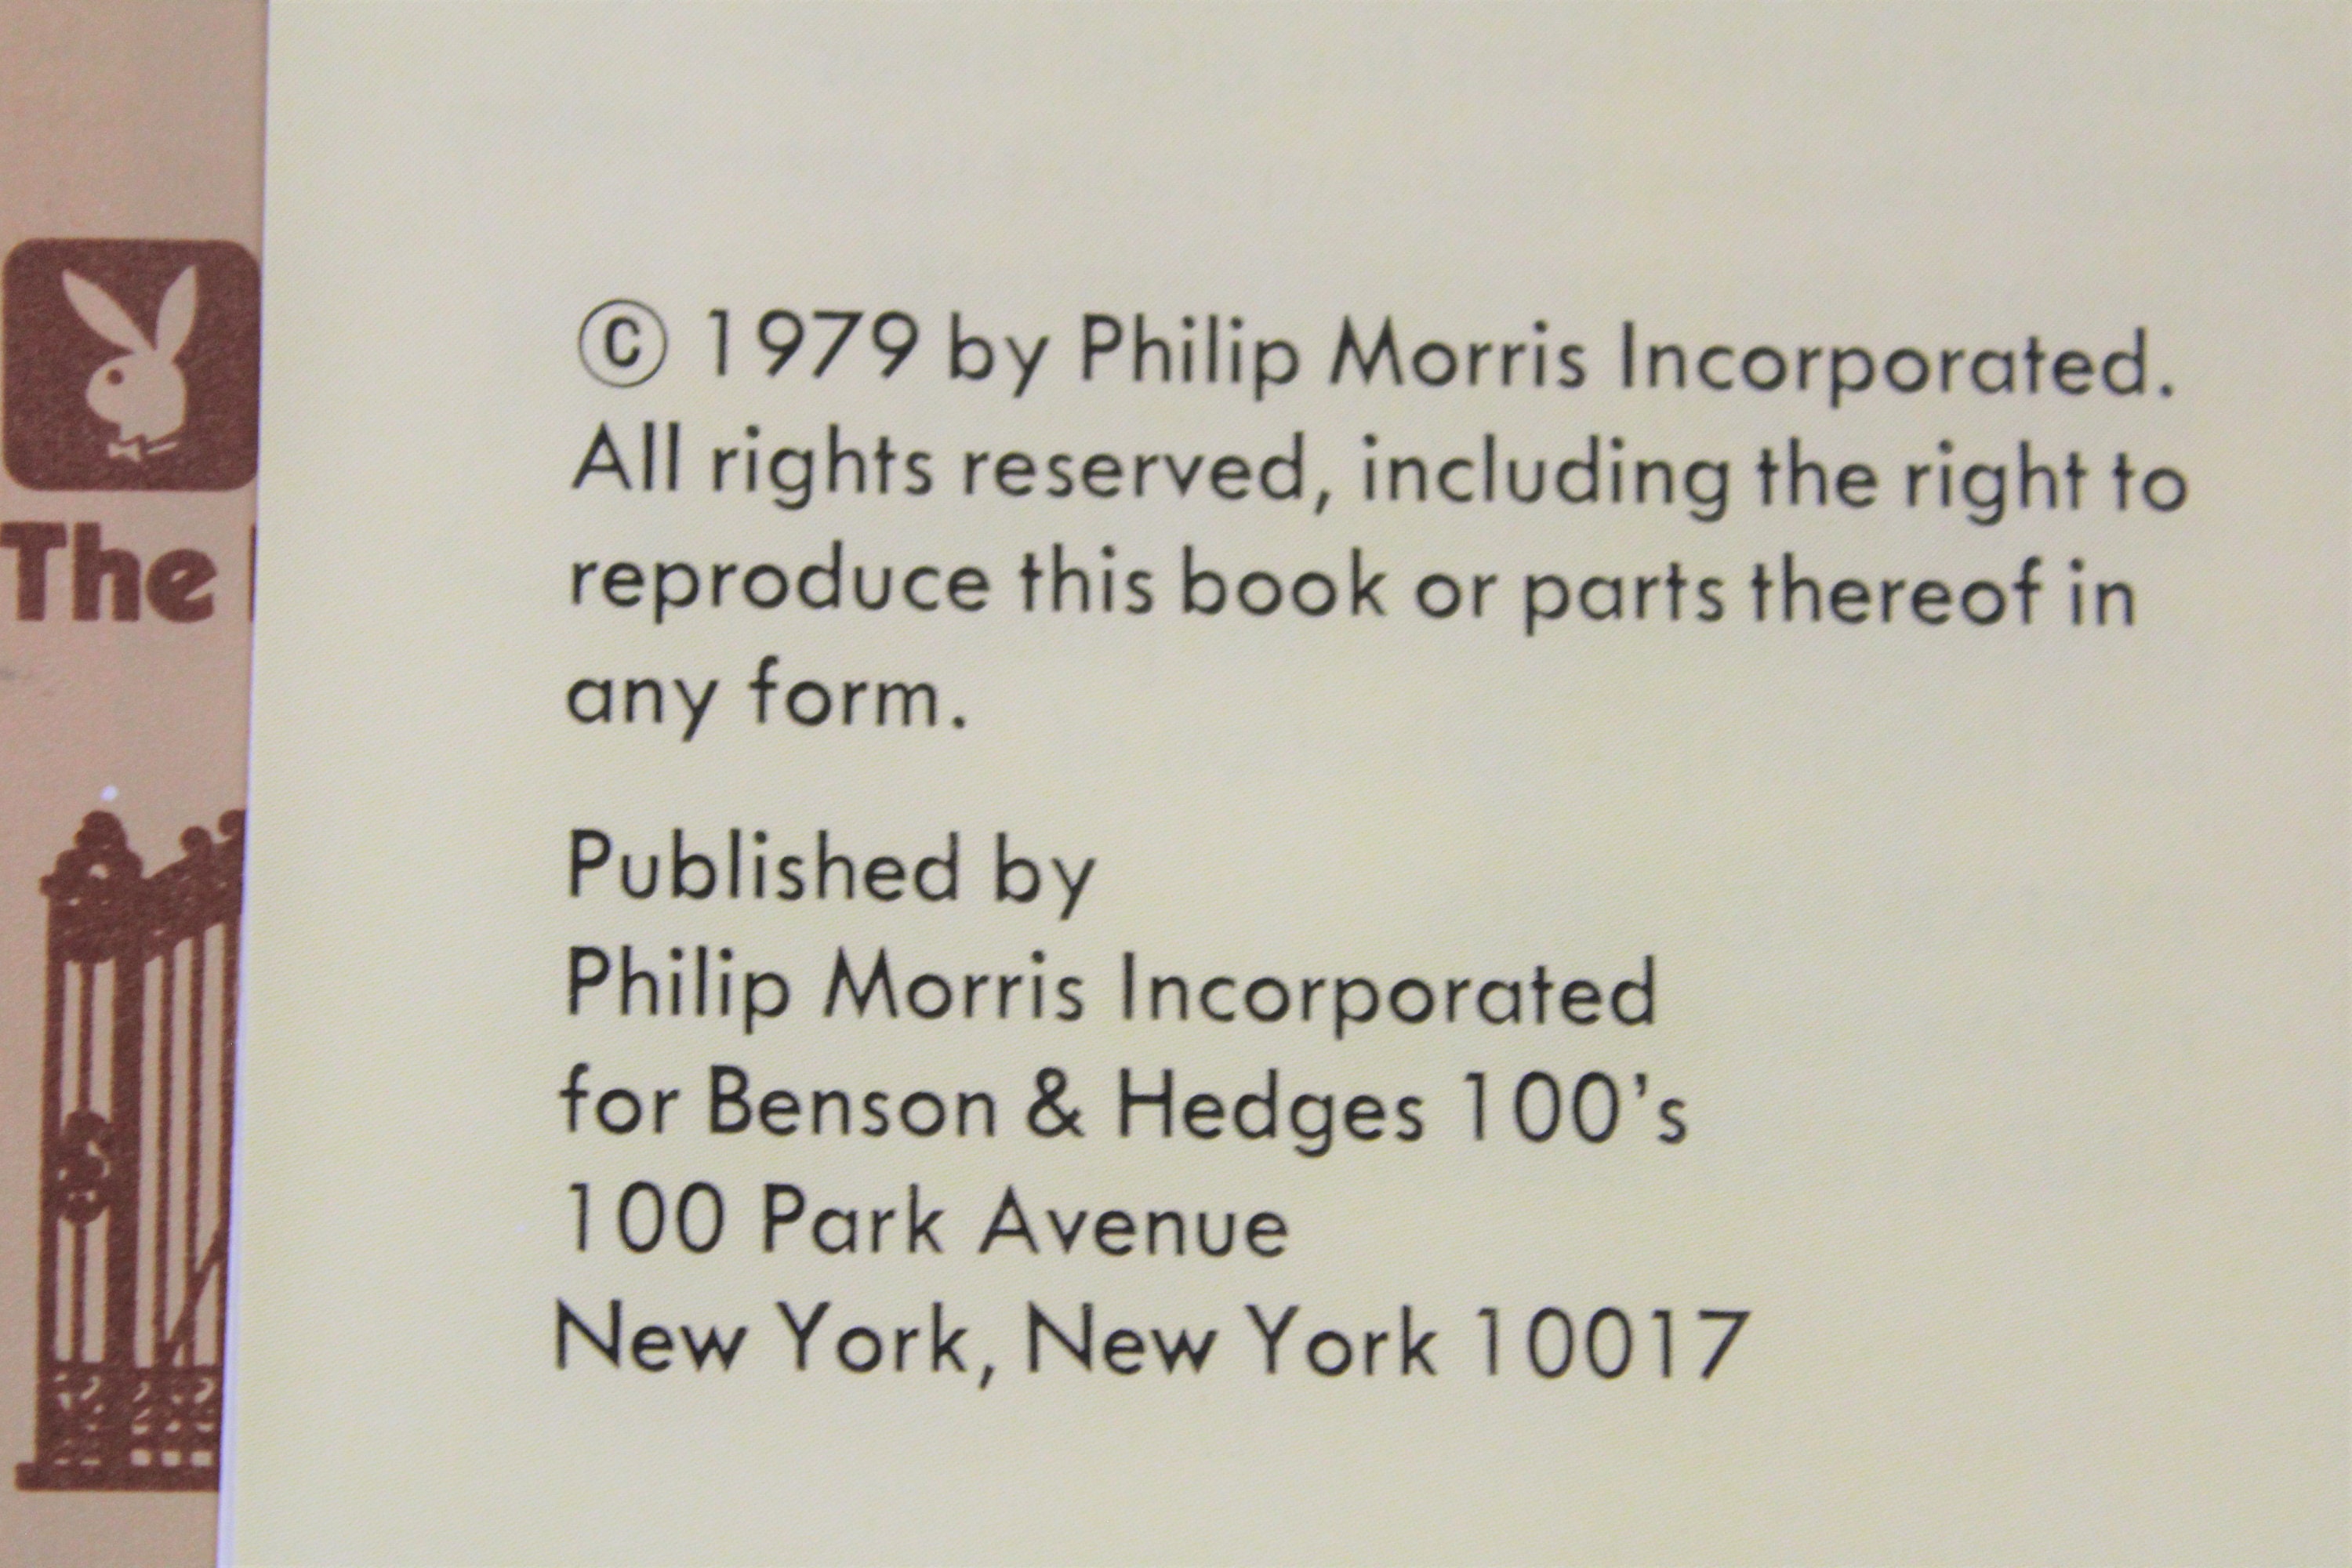 The
© 1979 by Philip Morris Incorporated.
All rights reserved, including the right to
reproduce this book or parts thereof in
any form.
Published by
Philip Morris Incorporated
for Benson & Hedges 100's
100 Park Avenue
New York, New York 10017